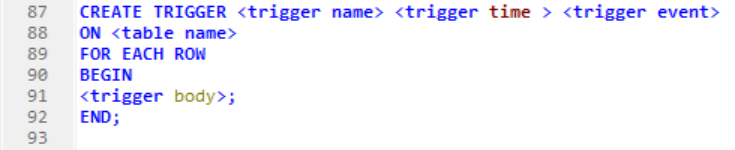 87 CREATE TRIGGER <trigger name> <trigger time > <trigger event>
88 ON <table name>
89 FOR EACH ROW
90 BEGIN
91 <trigger body>;
92 END;
93